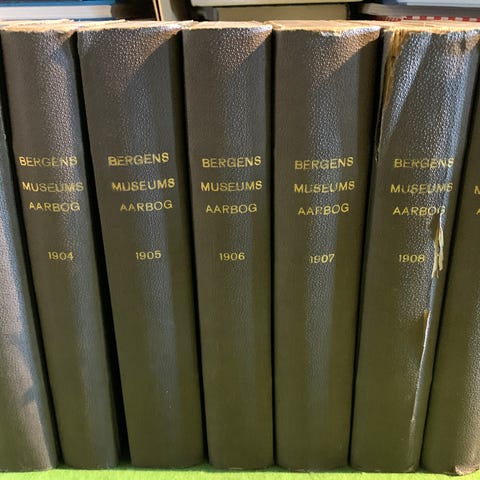 BERGENS
MUSEUMS
AARBOG
1904
BERGENS
MUSEUMS
AARBOG
1905
BERGENS
MUSEUMS
AARBOG
1906
BERGENS
MUSEUMS
AARBOG
1907
BERGENS
MUSEUMS
AARBOG
1908